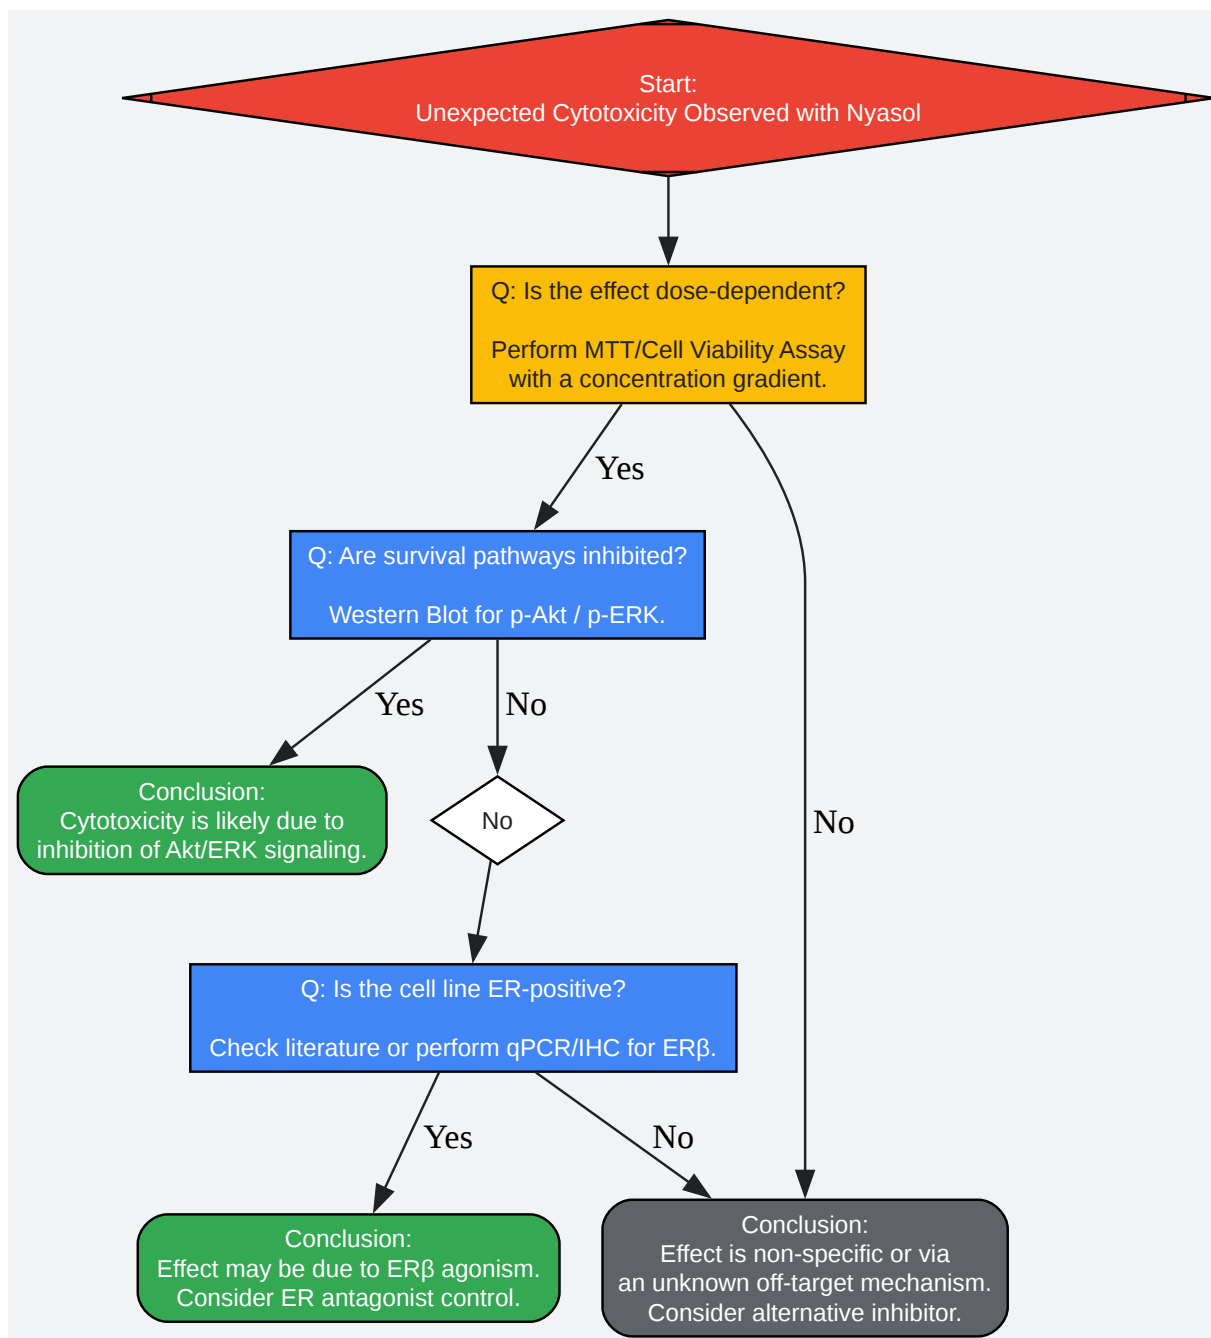 Start:
Unexpected Cytotoxicity Observed with Nyasol
Q: Is the effect dose-dependent?
Perform MTT/Cell Viability Assay
with a concentration gradient.
Yes
Q: Are survival pathways inhibited?
Western Blot for p-Akt / p-ERK.
Yes
No
Conclusion:
Cytotoxicity is likely due to
inhibition of Akt/ERK signaling.
No
No
Q: Is the cell line ER-positive?
Check literature or perform qPCR/IHC for ERβ.
Yes
No
Conclusion:
Effect may be due to ERβ agonism.
Consider ER antagonist control.
Conclusion:
Effect is non-specific or via
an unknown off-target mechanism.
Consider alternative inhibitor.